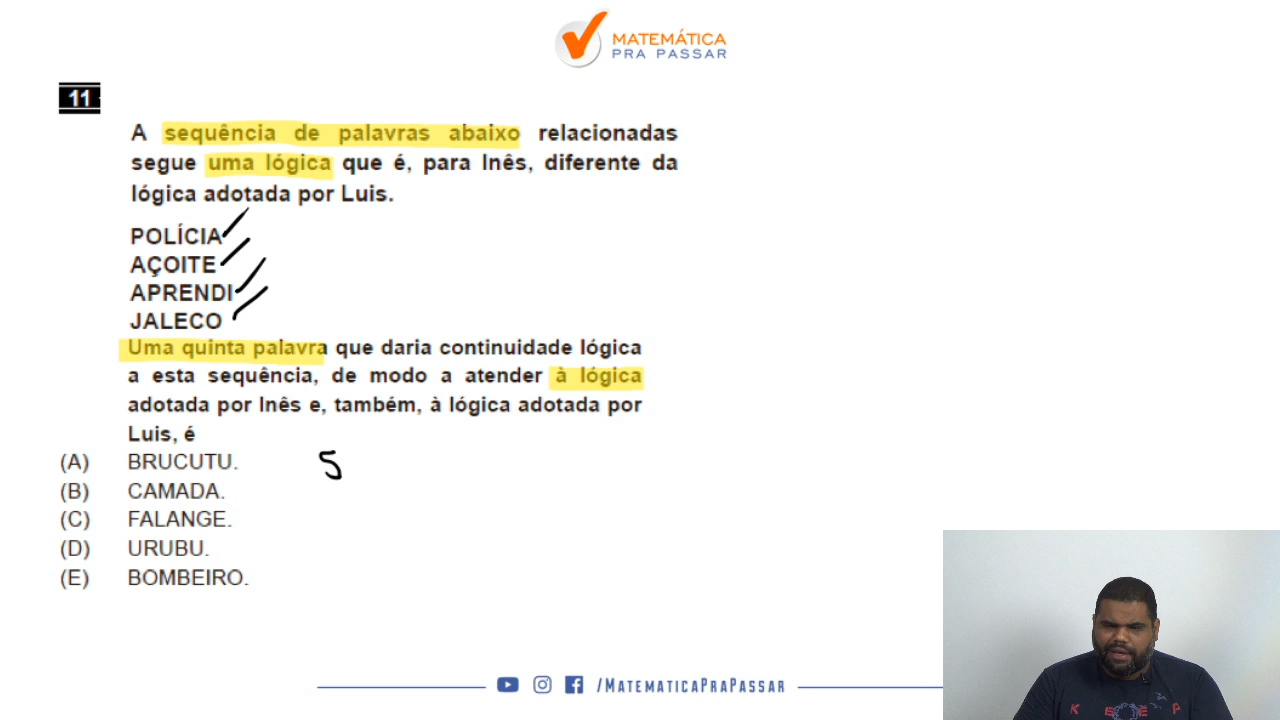 MATEMÁTICA
PRA PASSAR
11
A sequência de palavras abaixo relacionadas
segue uma lógica que é, para Inês, diferente da
lógica adotada por Luis.
POLÍCIA
AÇOITE
APRENDI
JALECO
Uma quinta palavra que daria continuidade lógica
a esta sequência, de modo a atender à lógica
adotada por Inês e, também, à lógica adotada por
Luis, é
(A) BRUCUTU.
5
(B) CAMADA.
(C) FALANGE.
(D) URUBU.
(E) BOMBEIRO.
/MATEMATICAPRAPASSAR
KEEP